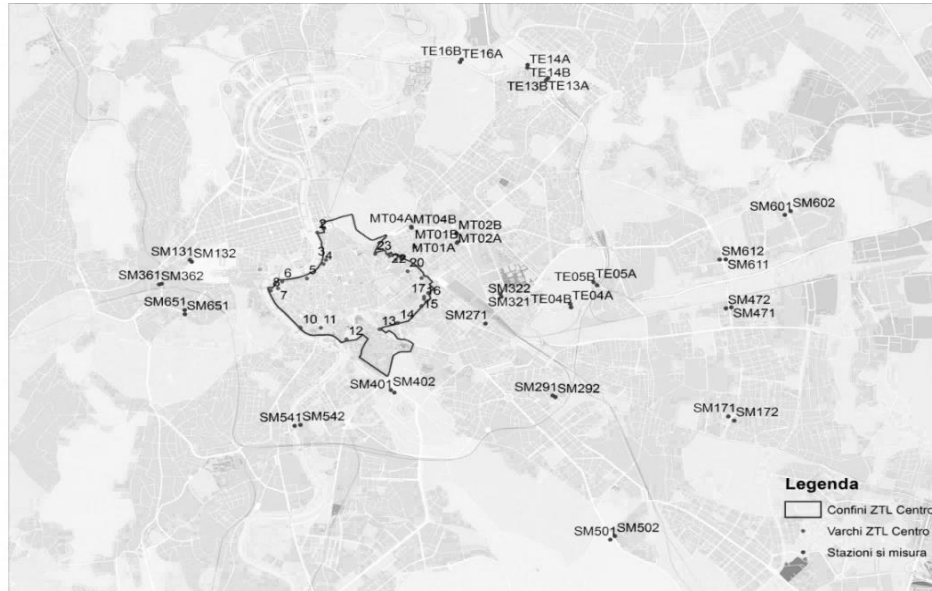 TE16B TE16A
TE14A
TE14B
TE13B TE13A
SM601 SM602
2
MT04A MT04B
MT02B
MT01B
MT02A
MT01A
23
22
3
4
SM131 SM132
SM612
SM611
20
5
6
SM361 SM362
8
7
17
16
SM322
SM321
TE05B TE05A
TE04B TE04A
SM651 SM651
15
SM472
SM471
14
13
SM271
10
11
12
SM401 SM402
SM291 SM292
SM541 SM542
SM171
SM172
Legenda
Confini ZTL Centro
Varchi ZTL Centro
Stazioni si misura
SM501 SM502